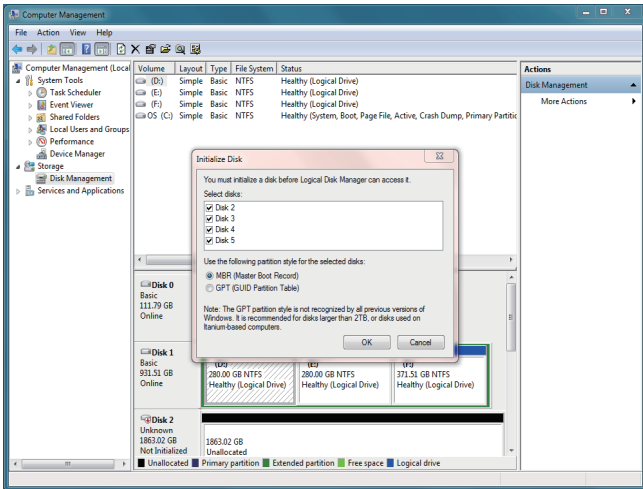 Computer Management
File Action View Help
Computer Management (Local
System Tools
Task Scheduler
Event Viewer
Shared Folders
Local Users and Groups
Performance
Device Manager
Storage
Disk Management
Services and Applications
Volume Layout Type File System Status
(D:) Simple Basic NTFS Healthy (Logical Drive)
(E:) Simple Basic NTFS Healthy (Logical Drive)
(F:) Simple Basic NTFS Healthy (Logical Drive)
OS (C:) Simple Basic NTFS Healthy (System, Boot, Page File, Active, Crash Dump, Primary Partitic
Actions
Disk Management
More Actions
Initialize Disk
You must initialize a disk before Logical Disk Manager can access it.
Select disks:
Disk 2
Disk 3
Disk 4
Disk 5
Use the following partition style for the selected disks:
MBR (Master Boot Record)
GPT (GUID Partition Table)
Note: The GPT partition style is not recognized by all previous versions of
Windows. It is recommended for disks larger than 2TB, or disks used on
Itanium-based computers.
OK Cancel
Disk 0
Basic
111.79 GB
Online
Disk 1
Basic
931.51 GB
Online
(D:)
280.00 GB NTFS
Healthy (Logical Drive)
(E:)
280.00 GB NTFS
Healthy (Logical Drive)
(F:)
371.51 GB NTFS
Healthy (Logical Drive)
Disk 2
Unknown
1863.02 GB
Not Initialized
1863.02 GB
Unallocated
Unallocated Primary partition Extended partition Free space Logical drive